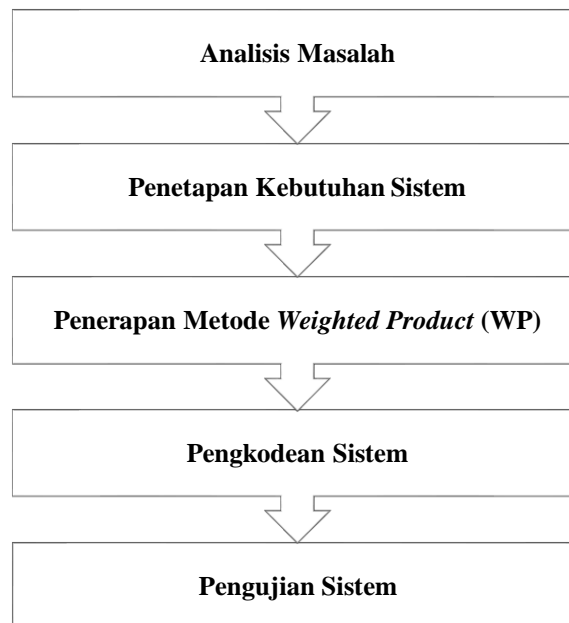 Analisis Masalah
Penetapan Kebutuhan Sistem
Penerapan Metode Weighted Product (WP)
Pengkodean Sistem
Pengujian Sistem